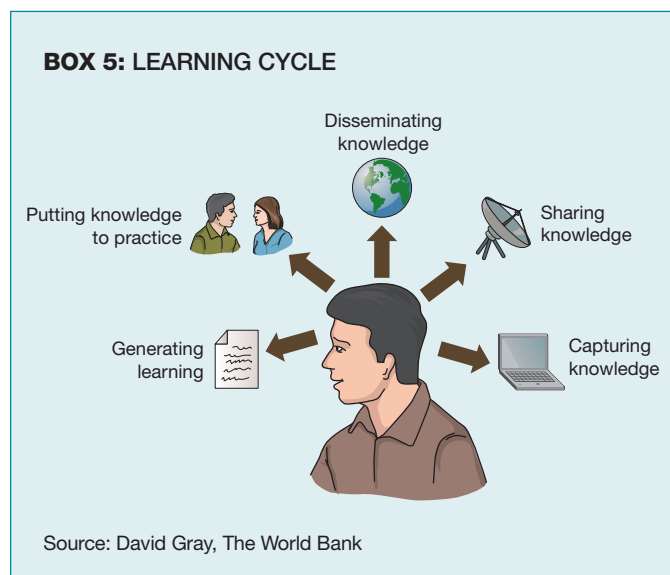 BOX 5: LEARNING CYCLE
Disseminating
knowledge
Putting knowledge
to practice
Sharing
knowledge
Generating
learning
Capturing
knowledge
Source: David Gray, The World Bank